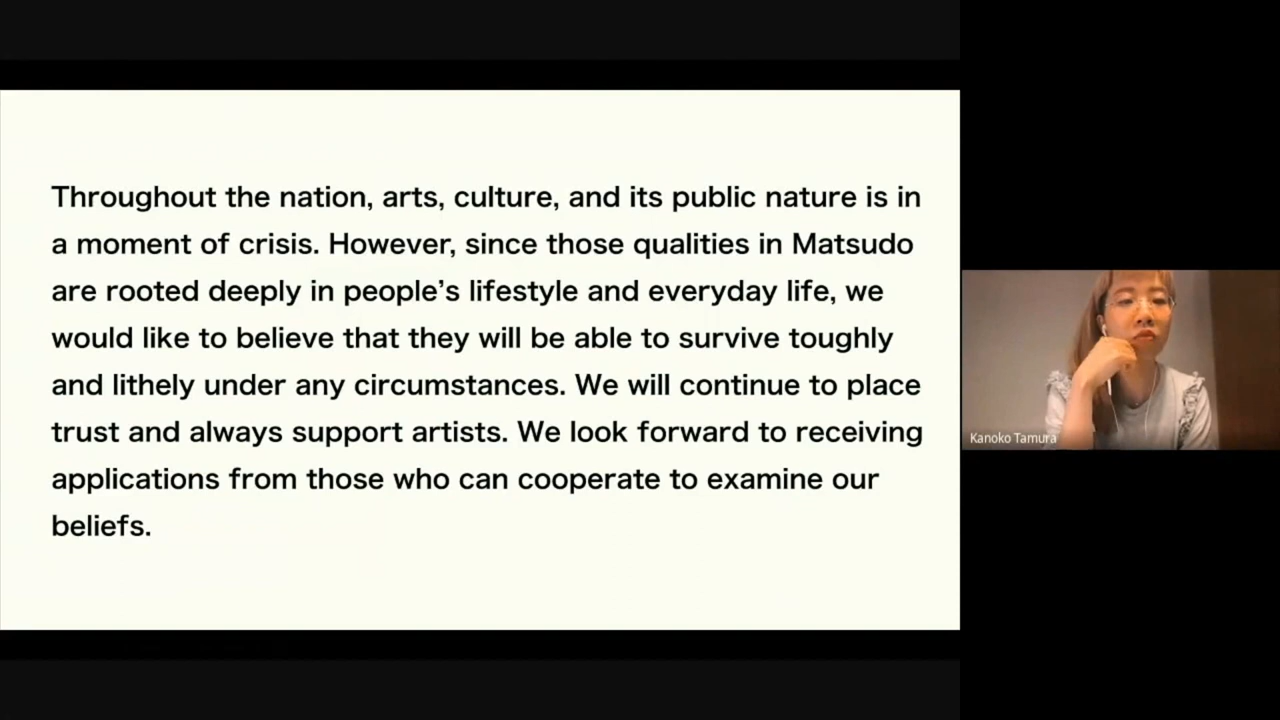 Throughout the nation, arts, culture, and its public nature is in
a moment of crisis. However, since those qualities in Matsudo
are rooted deeply in people’s lifestyle and everyday life, we
would like to believe that they will be able to survive toughly
and lithely under any circumstances. We will continue to place
trust and always support artists. We look forward to receiving
applications from those who can cooperate to examine our
beliefs.
Kanoko Tamura